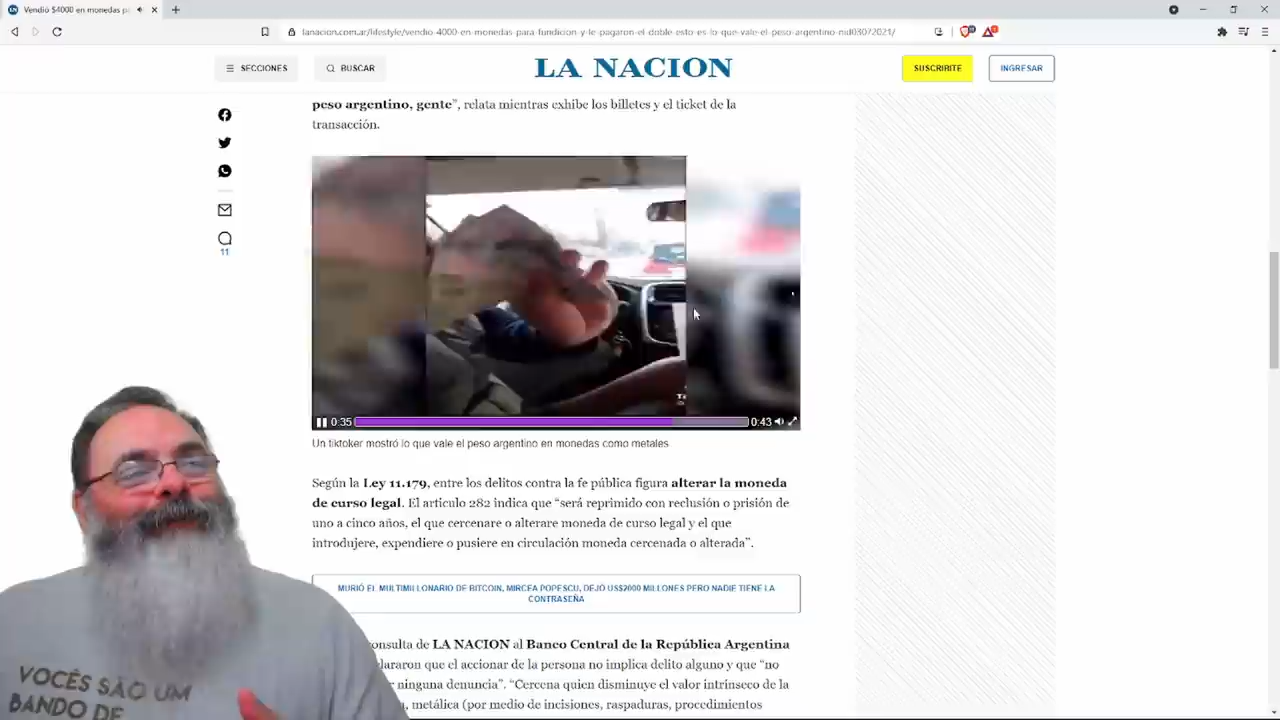 Vendió $4000 en monedas p
lanacion.com.ar/lifestyle/vendio-4000-en-monedas-para-fundicion-y-le-pagaron-el-doble-esto-es-lo-que-vale-el-peso-argentino-nid03072021/
SECCIONES
BUSCAR
LA NACION
SUSCRIBITE
INGRESAR
peso argentino, gente”, relata mientras exhibe los billetes y el ticket de la
transacción.
11
0:35
0:43
Un tiktoker mostró lo que vale el peso argentino en monedas como metales
Según la Ley 11.179, entre los delitos contra la fe pública figura alterar la moneda
de curso legal. El artículo 282 indica que “será reprimido con reclusión o prisión de
uno a cinco años, el que cercenare o alterare moneda de curso legal y el que
introdujere, expendiere o pusiere en circulación moneda cercenada o alterada”.
MURIÓ EL MULTIMILLONARIO DE BITCOIN, MIRCEA POPESCU, DEJÓ US$2000 MILLONES PERO NADIE TIENE LA
CONTRASEÑA
onsulta de LA NACION al Banco Central de la República Argentina
lararon que el accionar de la persona no implica delito alguno y que “no
r ninguna denuncia”. “Cercena quien disminuye el valor intrínseco de la
, metálica (por medio de incisiones, raspaduras, procedimientos
VOCÊS SÃO UM
BANDO DE